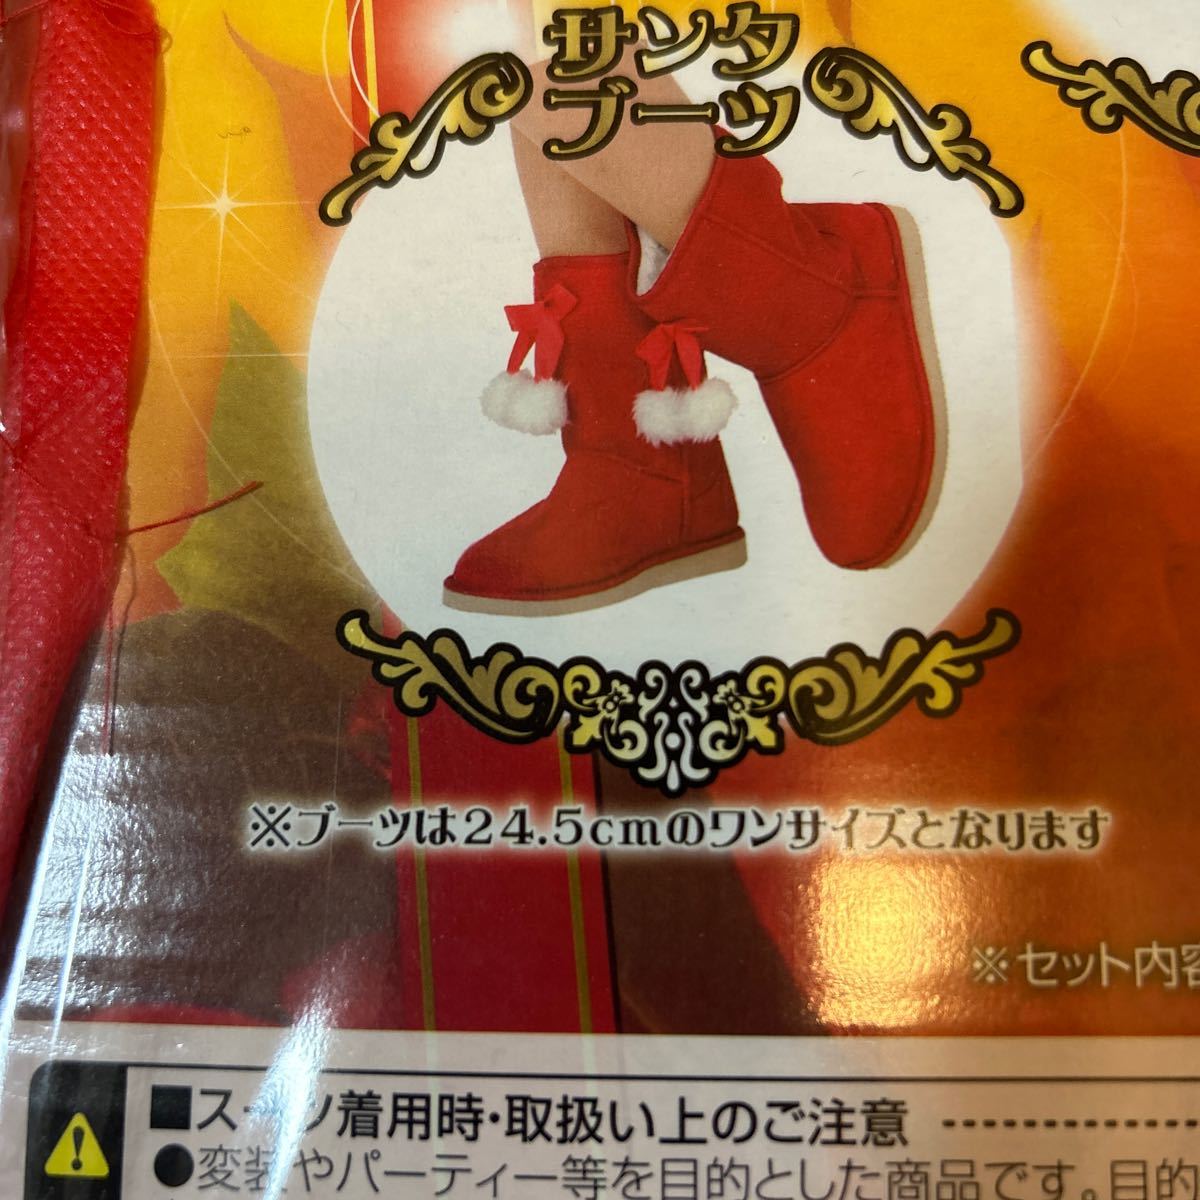 サンタ
ブーツ
※ブーツは24.5cmのワンサイズとなります
※セット内容
■スーツ着用時・取扱い上のご注意
●変装やパーティー等を目的とした商品です。目的